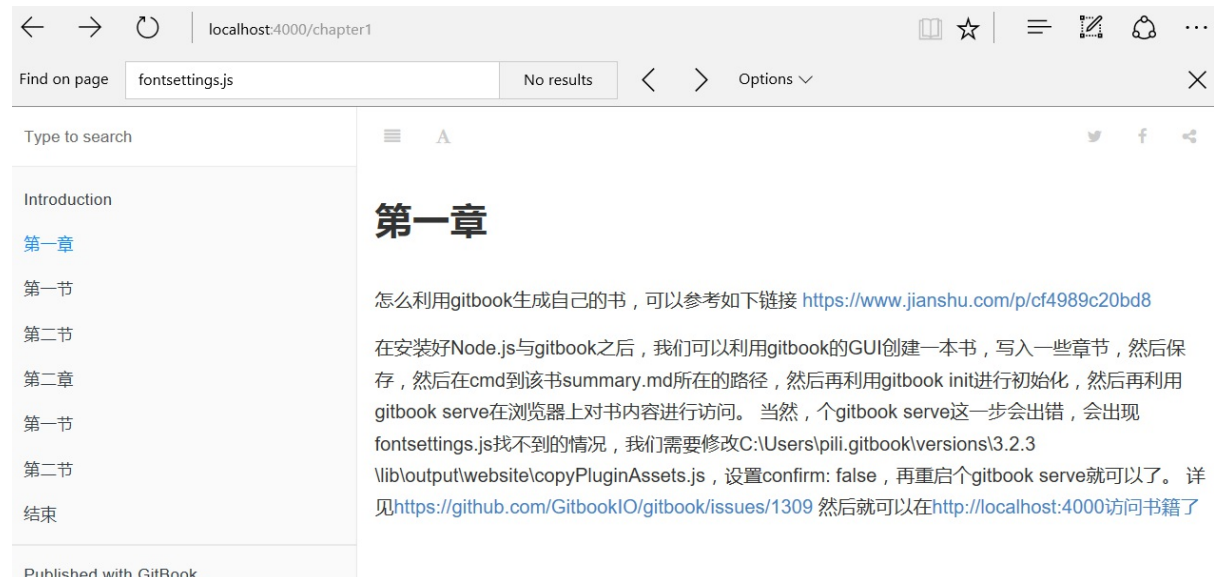 localhost:4000/chapter1
Find on page
fontsettings.js
No results
Options
Type to search
A
Introduction
第一章
第一节
第二节
第二章
第一节
第二节
结束
Published with GitBook
第一章
怎么利用gitbook生成自己的书，可以参考如下链接 https://www.jianshu.com/p/cf4989c20bd8
在安装好Node.js与gitbook之后，我们可以利用gitbook的GUI创建一本书，写入一些章节，然后保
存，然后在cmd到该书summary.md所在的路径，然后再利用gitbook init进行初始化，然后再利用
gitbook serve在浏览器上对书内容进行访问。 当然，个gitbook serve这一步会出错，会出现
fontsettings.js找不到的情况，我们需要修改C:\Users\pili.gitbook\versions\3.2.3
\lib\output\website\copyPluginAssets.js，设置confirm: false，再重启个gitbook serve就可以了。 详
见https://github.com/GitbookIO/gitbook/issues/1309 然后就可以在http://localhost:4000访问书籍了